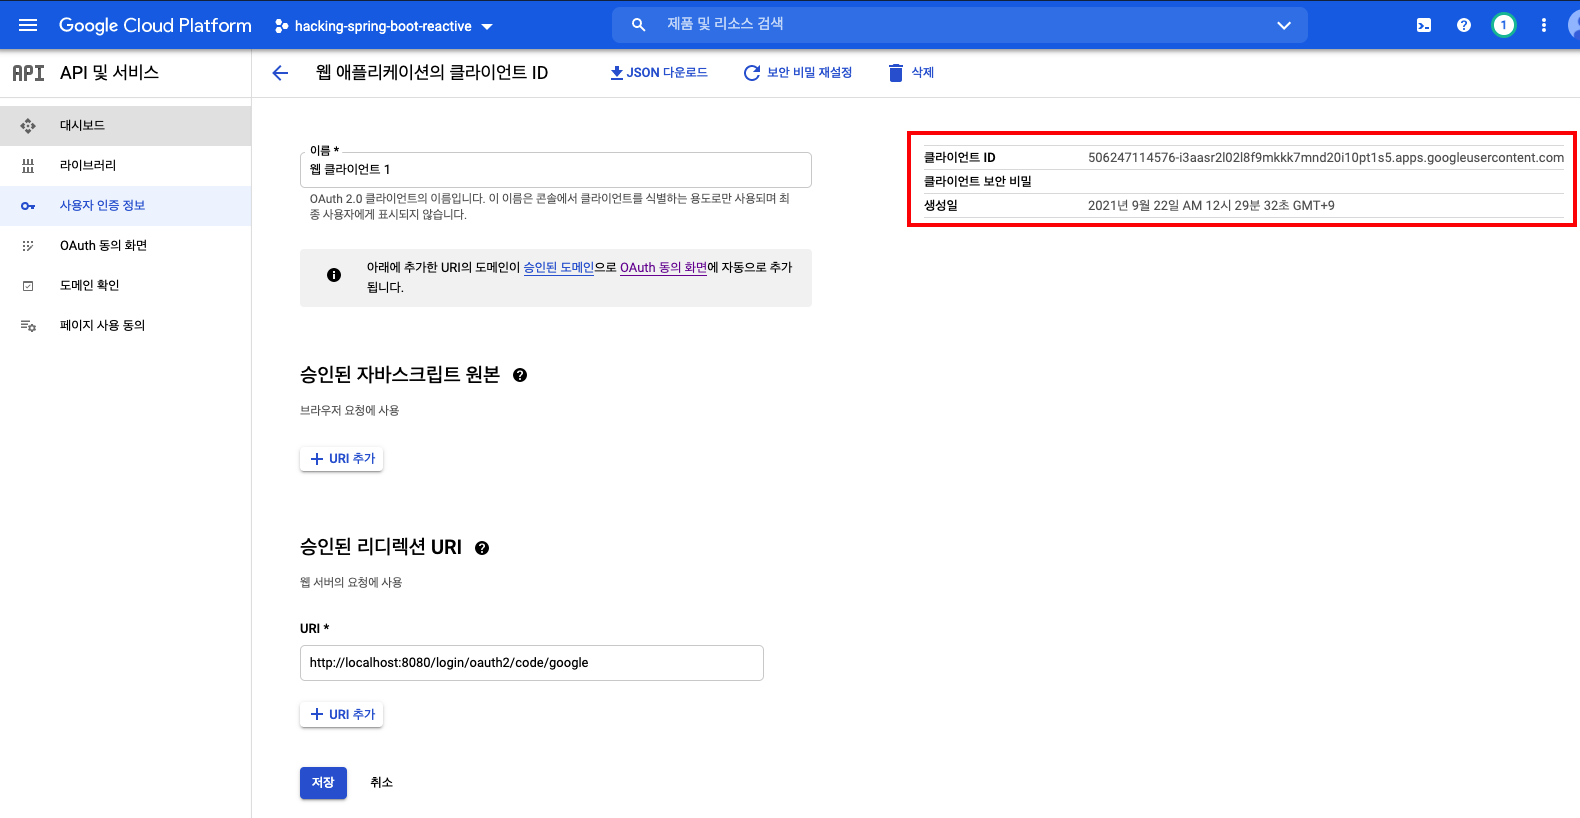 Google Cloud Platform
hacking-spring-boot-reactive
제품 및 리소스 검색
1
API
API 및 서비스
웹 애플리케이션의 클라이언트 ID
JSON 다운로드
보안 비밀 재설정
삭제
대시보드
라이브러리
사용자 인증 정보
OAuth 동의 화면
도메인 확인
페이지 사용 동의
이름 *
웹 클라이언트 1
OAuth 2.0 클라이언트의 이름입니다. 이 이름은 콘솔에서 클라이언트를 식별하는 용도로만 사용되며 최
종 사용자에게 표시되지 않습니다.
아래에 추가한 URI의 도메인이 승인된 도메인으로 OAuth 동의 화면에 자동으로 추가
됩니다.
승인된 자바스크립트 원본
브라우저 요청에 사용
URI 추가
승인된 리디렉션 URI
웹 서버의 요청에 사용
URI *
http://localhost:8080/login/oauth2/code/google
URI 추가
저장
취소
클라이언트 ID 506247114576-i3aasr2l02l8f9mkkk7mnd20i10pt1s5.apps.googleusercontent.com
클라이언트 보안 비밀
생성일 2021년 9월 22일 AM 12시 29분 32초 GMT+9